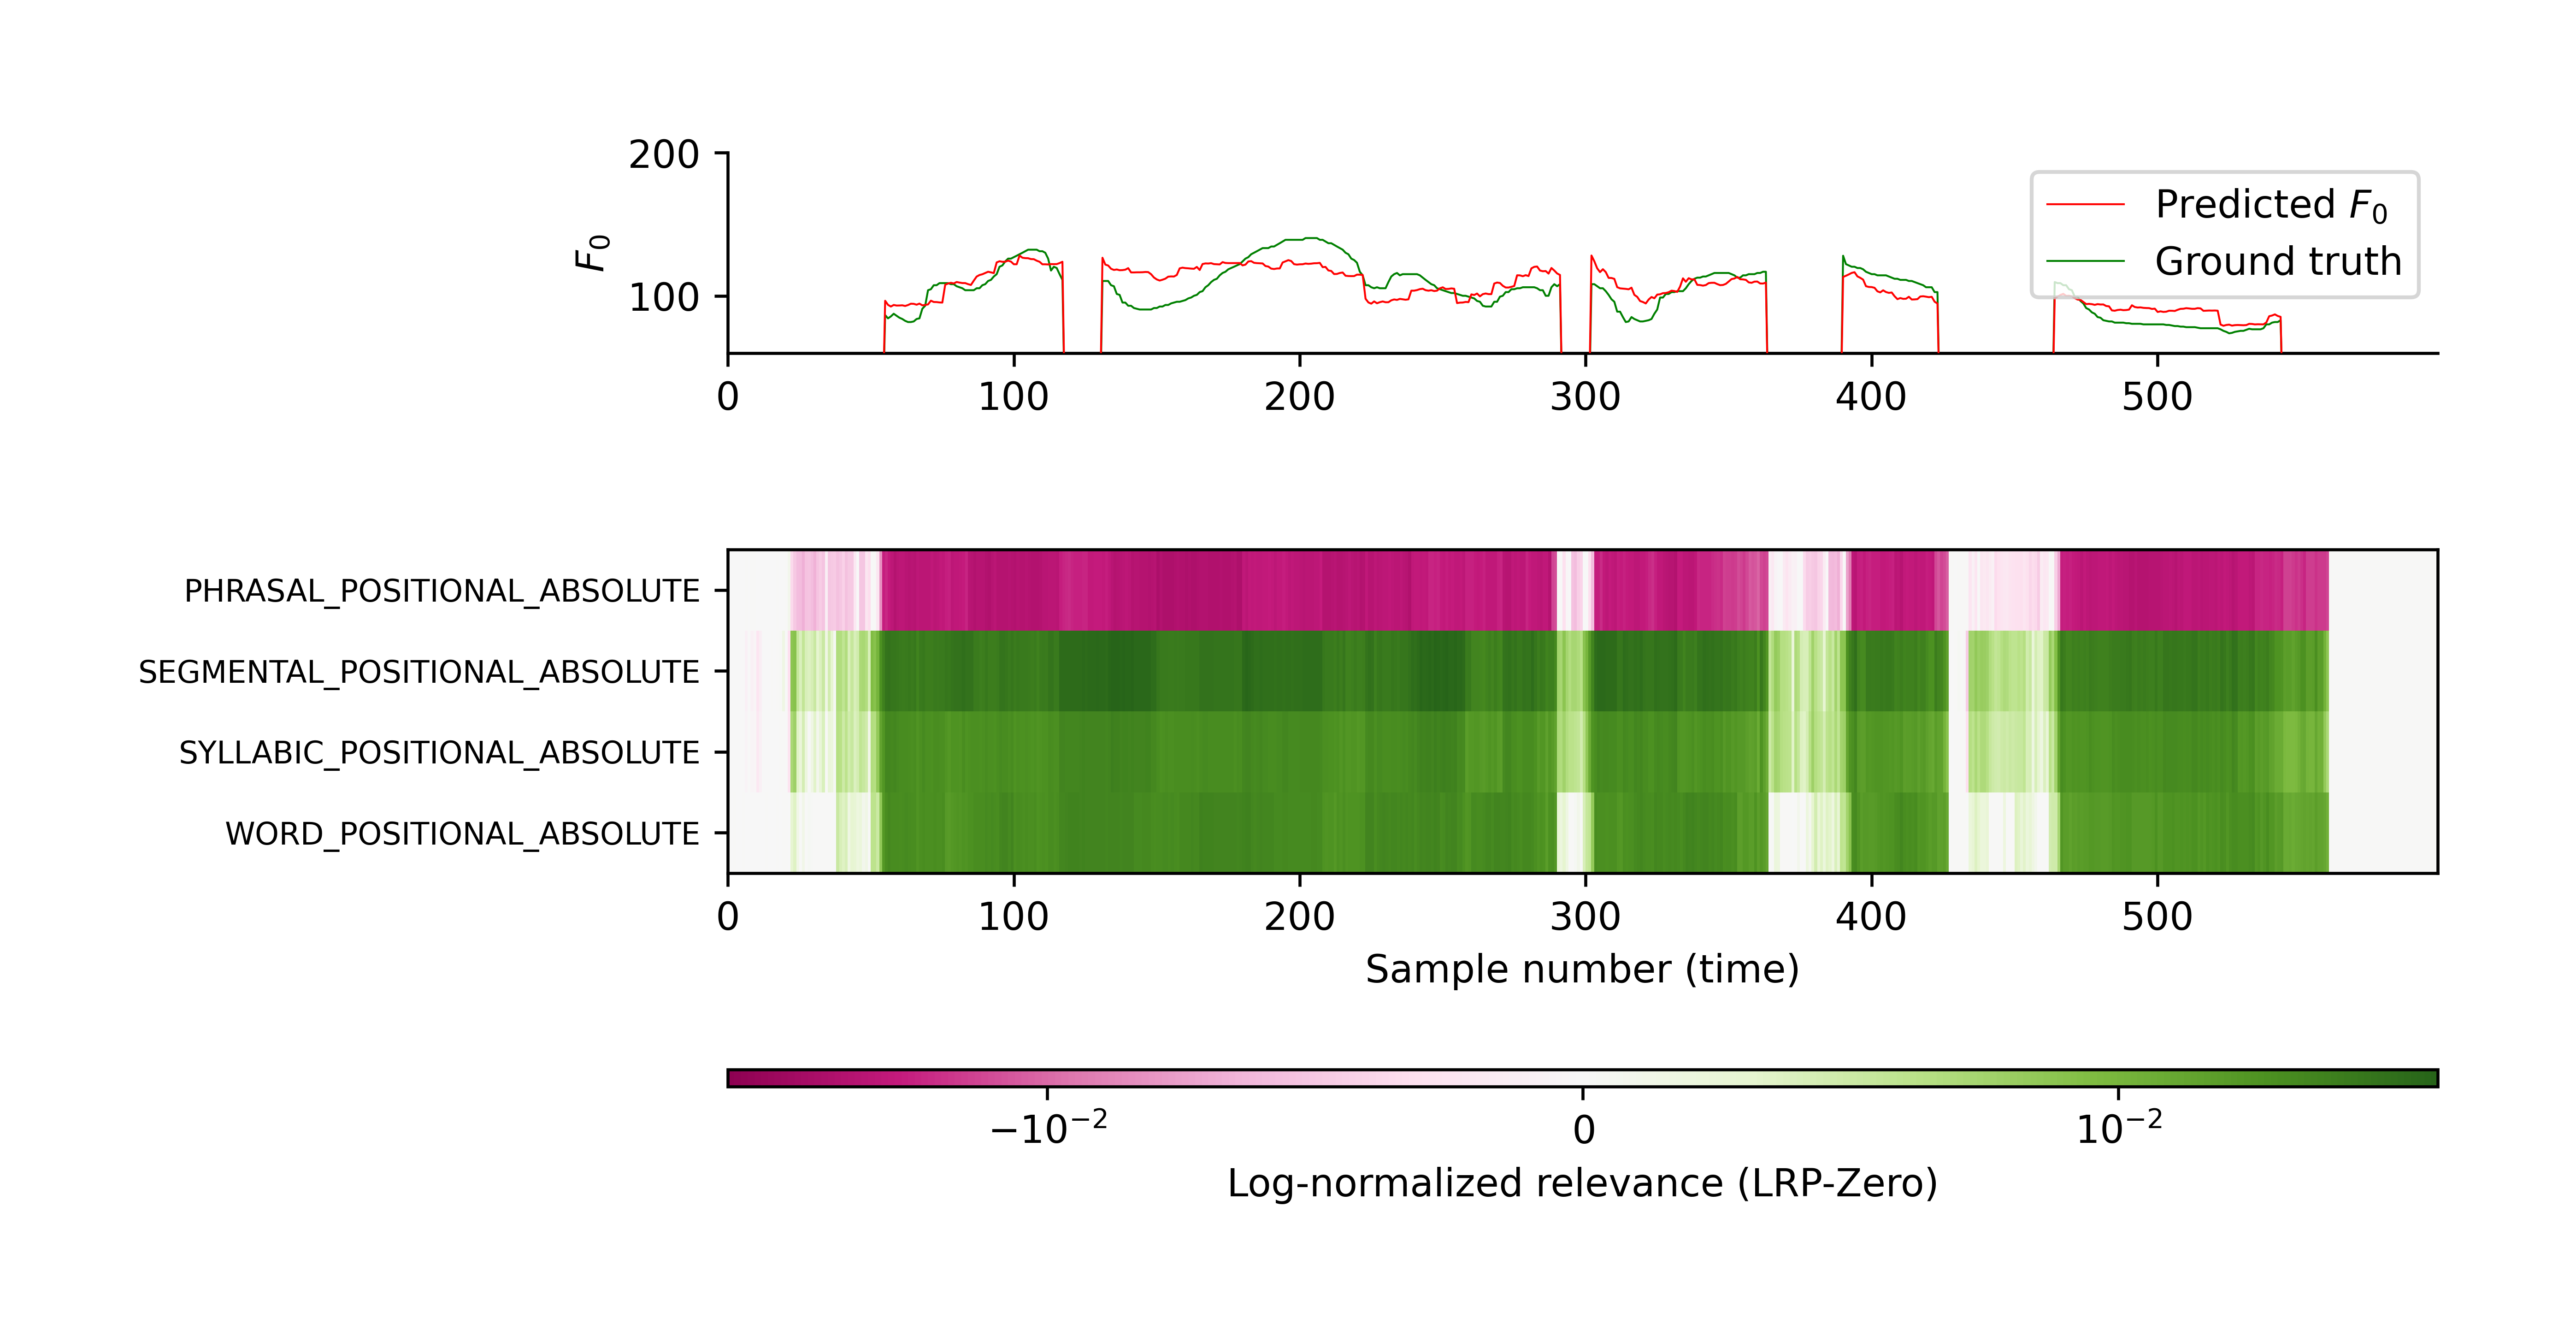 200
100
F₀
Predicted F₀
Ground truth
0 100 200 300 400 500
PHRASAL_POSITIONAL_ABSOLUTE
SEGMENTAL_POSITIONAL_ABSOLUTE
SYLLABIC_POSITIONAL_ABSOLUTE
WORD_POSITIONAL_ABSOLUTE
0 100 200 300 400 500
Sample number (time)
−10⁻² 0 10⁻²
Log-normalized relevance (LRP-Zero)